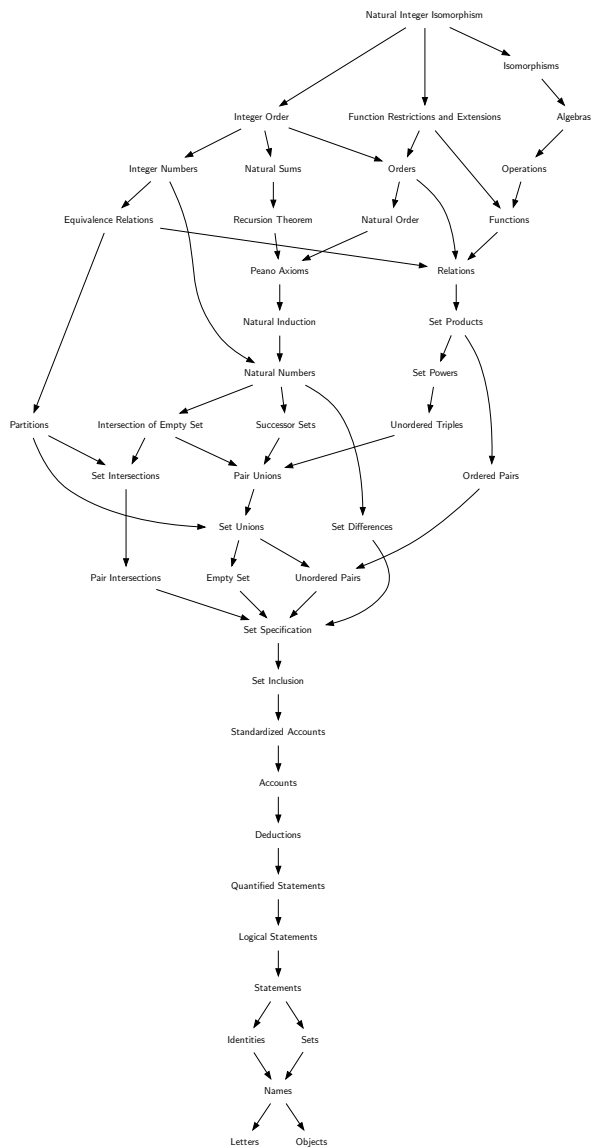 Natural Integer Isomorphism
Isomorphisms
Integer Order
Function Restrictions and Extensions
Algebras
Integer Numbers
Natural Sums
Orders
Operations
Equivalence Relations
Recursion Theorem
Natural Order
Functions
Peano Axioms
Relations
Natural Induction
Set Products
Natural Numbers
Set Powers
Partitions
Intersection of Empty Set
Successor Sets
Unordered Triples
Set Intersections
Pair Unions
Ordered Pairs
Set Unions
Set Differences
Pair Intersections
Empty Set
Unordered Pairs
Set Specification
Set Inclusion
Standardized Accounts
Accounts
Deductions
Quantified Statements
Logical Statements
Statements
Identities
Sets
Names
Letters
Objects